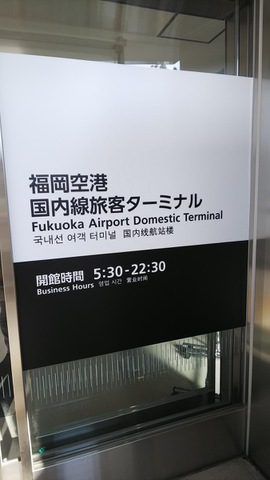 福岡空港
国内線旅客ターミナル
Fukuoka Airport Domestic Terminal
국내선 여객 터미널 国内线航站楼
開館時間 5:30-22:30
Business Hours 영업 시간 营业时间